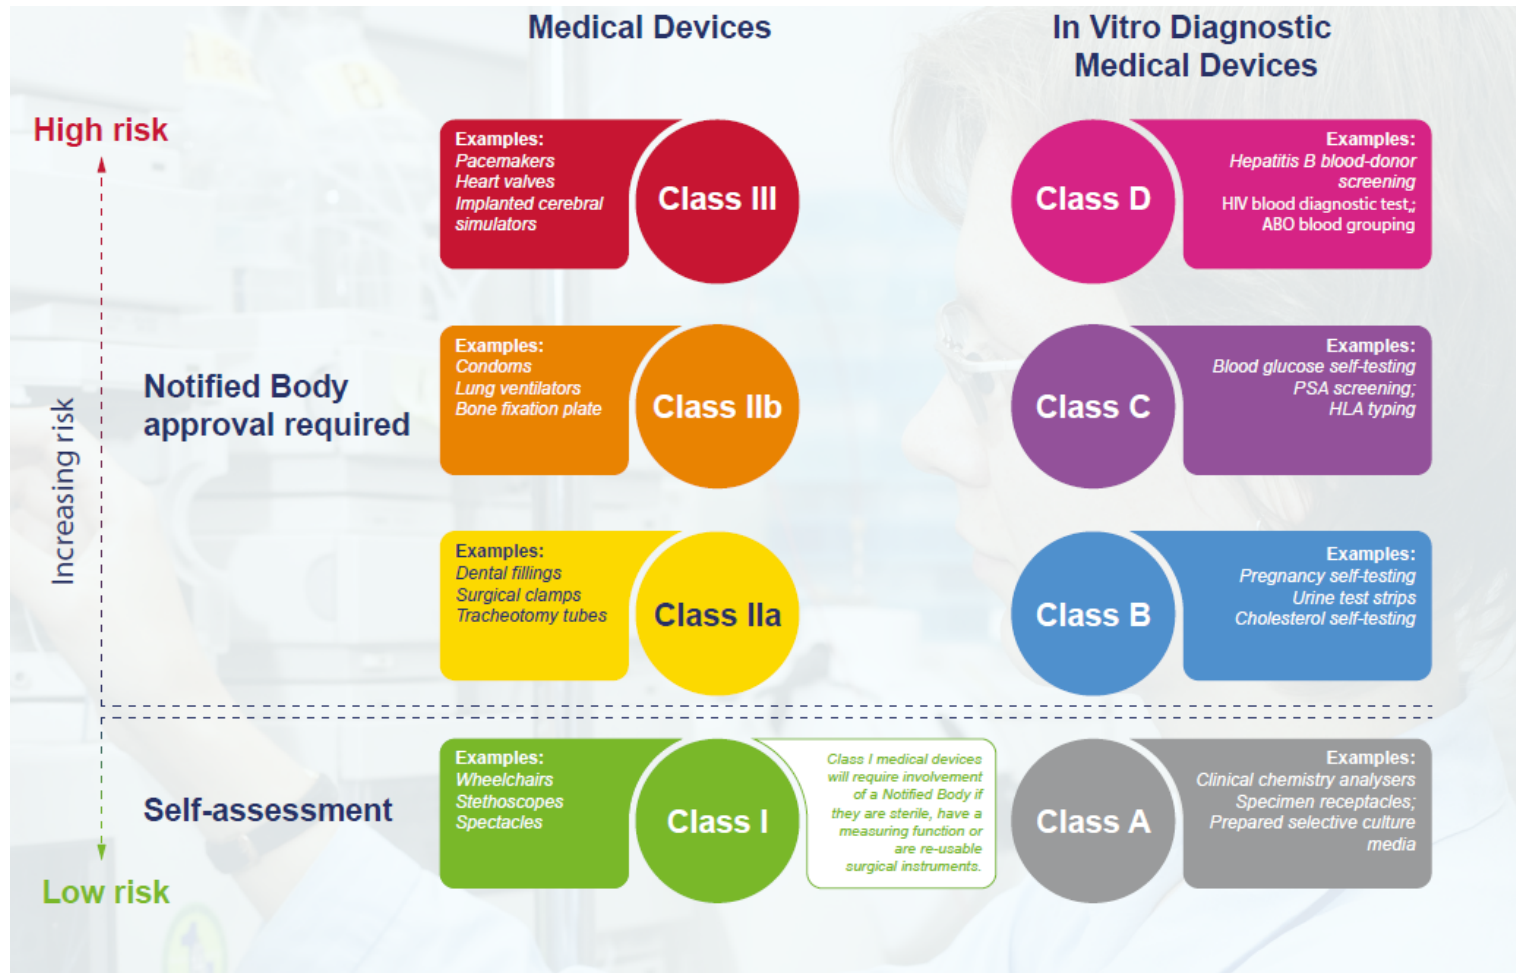 Medical Devices
In Vitro Diagnostic
Medical Devices
High risk
Increasing risk
Notified Body
approval required
Self-assessment
Low risk
Examples:
Pacemakers
Heart valves
Implanted cerebral
simulators
Class III
Class D
Examples:
Hepatitis B blood-donor
screening
HIV blood diagnostic test,;
ABO blood grouping
Examples:
Condoms
Lung ventilators
Bone fixation plate
Class IIb
Class C
Examples:
Blood glucose self-testing
PSA screening;
HLA typing
Examples:
Dental fillings
Surgical clamps
Tracheotomy tubes
Class IIa
Class B
Examples:
Pregnancy self-testing
Urine test strips
Cholesterol self-testing
Examples:
Wheelchairs
Stethoscopes
Spectacles
Class I
Class I medical devices
will require involvement
of a Notified Body if
they are sterile, have a
measuring function or
are re-usable
surgical instruments.
Class A
Examples:
Clinical chemistry analysers
Specimen receptacles;
Prepared selective culture
media